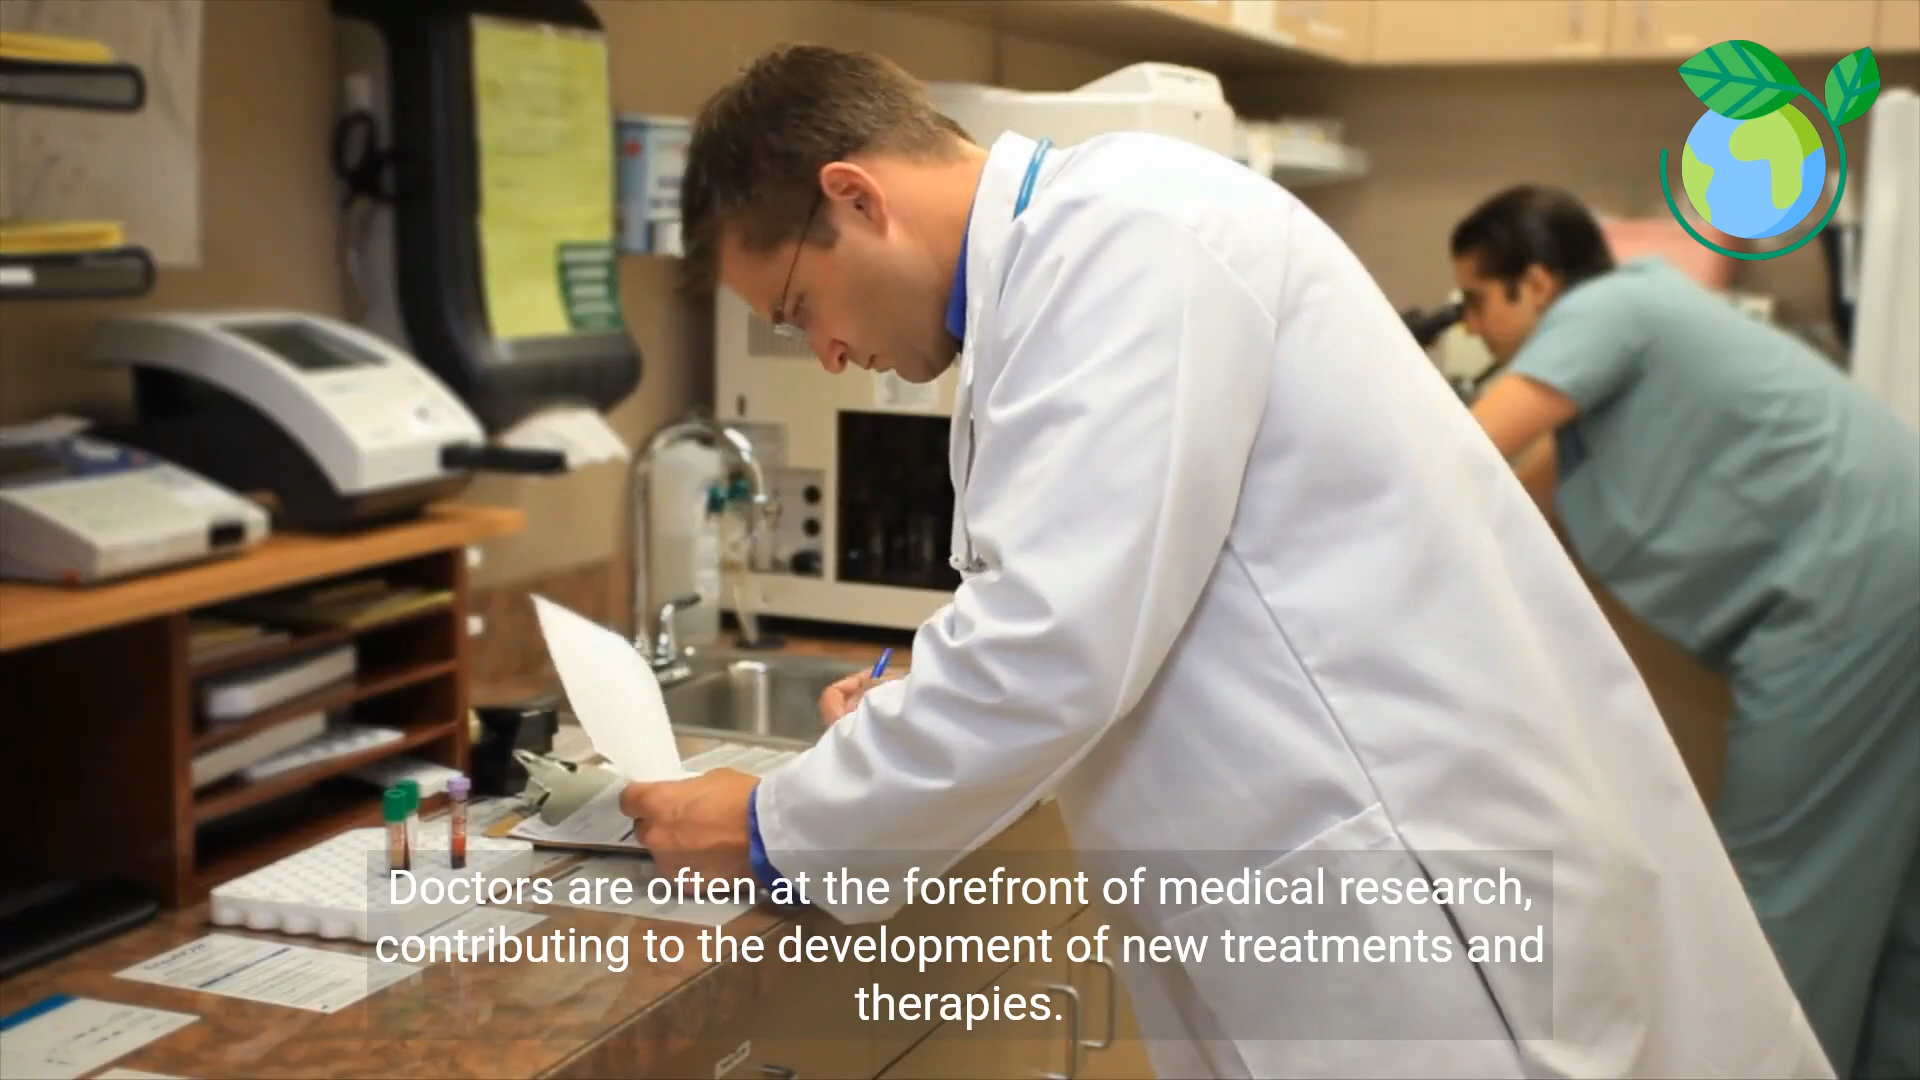 Doctors are often at the forefront of medical research,
contributing to the development of new treatments and
therapies.